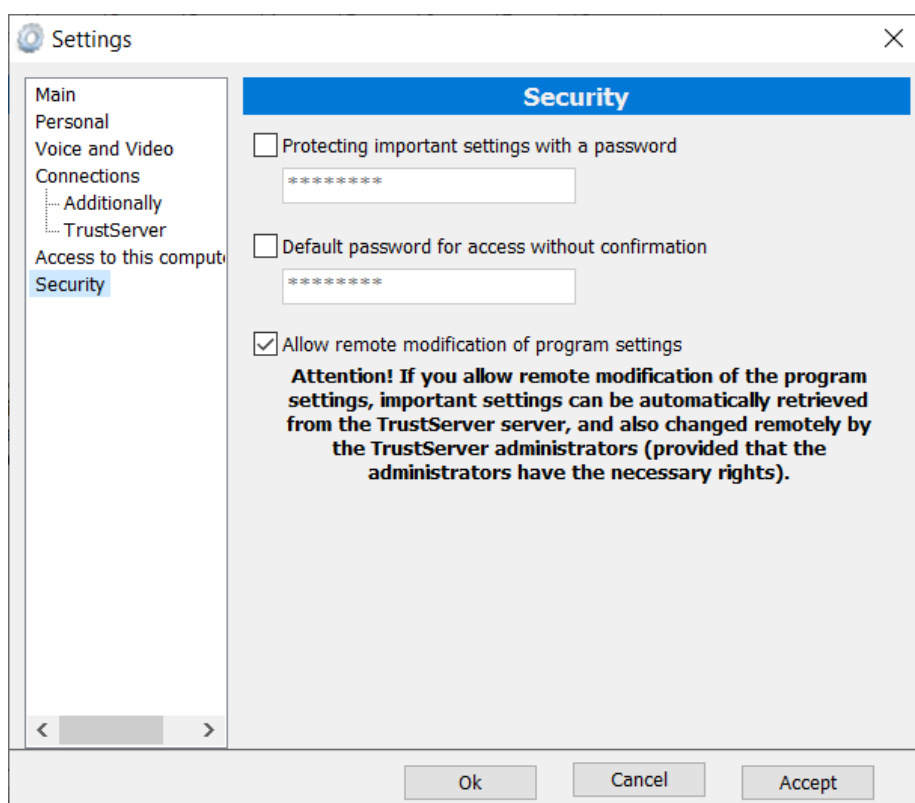 Settings
Main
Personal
Voice and Video
Connections
Additionally
TrustServer
Access to this comput
Security
Security
Protecting important settings with a password
********
Default password for access without confirmation
********
Allow remote modification of program settings
Attention! If you allow remote modification of the program
settings, important settings can be automatically retrieved
from the TrustServer server, and also changed remotely by
the TrustServer administrators (provided that the
administrators have the necessary rights).
Ok
Cancel
Accept